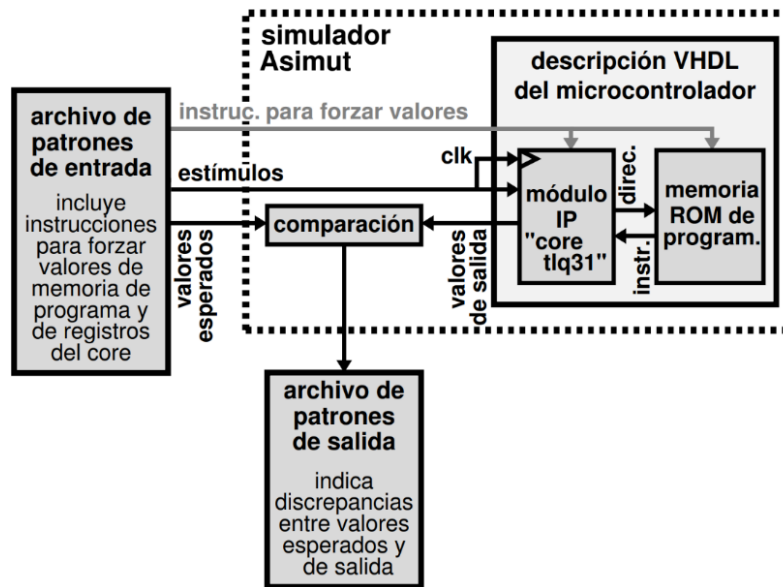 simulador
Asimut
descripción VHDL
del microcontrolador
archivo de
patrones
de entrada
incluye
instrucciones
para forzar
valores de
memoria de
programa y
de registros
del core
instruc. para forzar valores
estímulos
clk
valores
esperados
comparación
valores
de salida
módulo
IP
"core
tlq31"
direc.
instr.
memoria
ROM de
program.
archivo de
patrones
de salida
indica
discrepancias
entre valores
esperados y
de salida